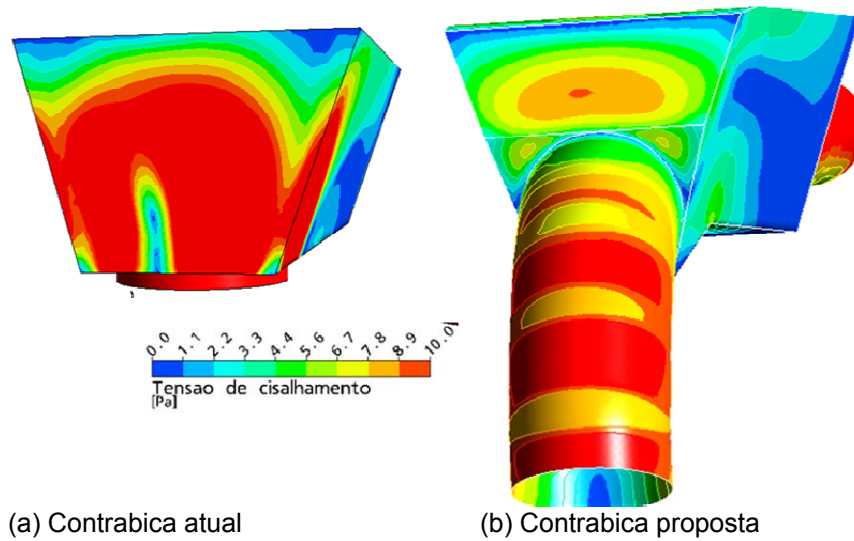 0.0 1.1 2.2 3.3 4.4 5.6 6.7 7.8 8.9 10.0
Tensao de cisalhamento
[Pa]
(a) Contrabica atual
(b) Contrabica proposta